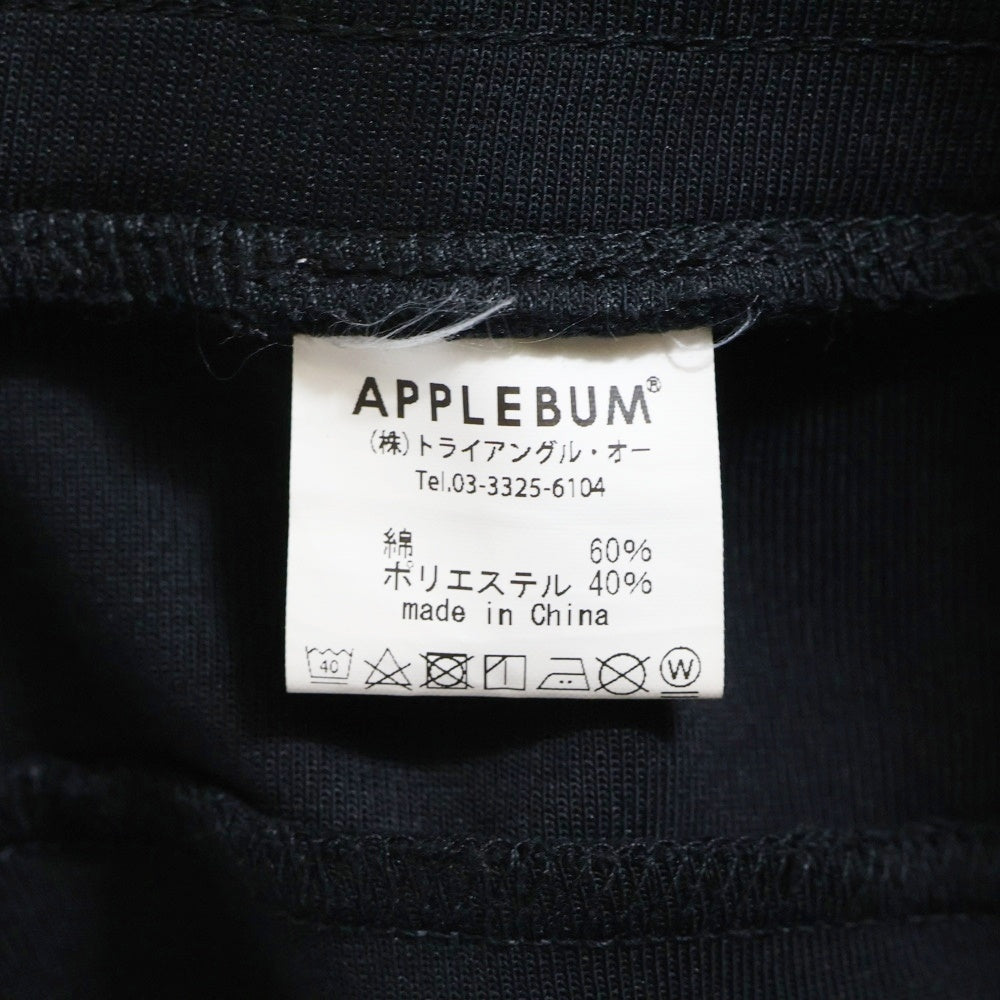 APPLEBUM®
(株)トライアングル・オー
Tel.03-3325-6104
綿 60%
ポリエステル 40%
made in China
40 W